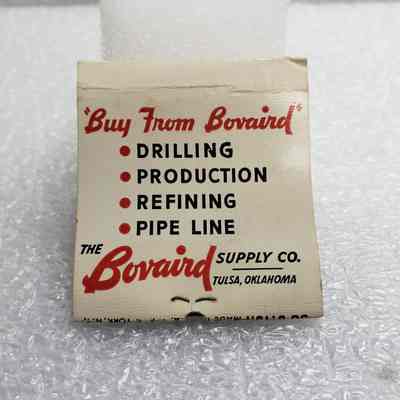 "Buy From Bovaird"
• DRILLING
• PRODUCTION
• REFINING
• PIPE LINE
THE Bovaird SUPPLY CO.
TULSA, OKLAHOMA